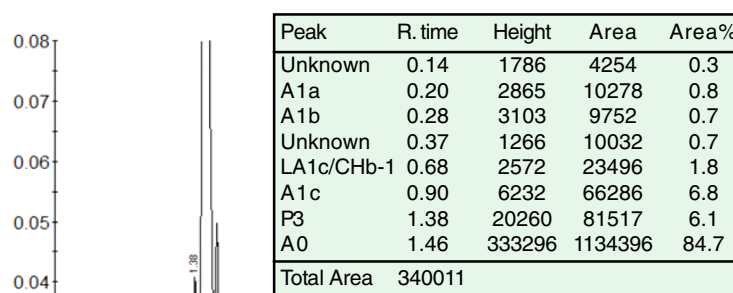 Peak R. time Height Area Area%
Unknown 0.14 1786 4254 0.3
A1a 0.20 2865 10278 0.8
A1b 0.28 3103 9752 0.7
Unknown 0.37 1266 10032 0.7
LA1c/CHb-1 0.68 2572 23496 1.8
A1c 0.90 6232 66286 6.8
P3 1.38 20260 81517 6.1
A0 1.46 333296 1134396 84.7
Total Area 340011
0.08
0.07
0.06
0.05
0.04
1.38